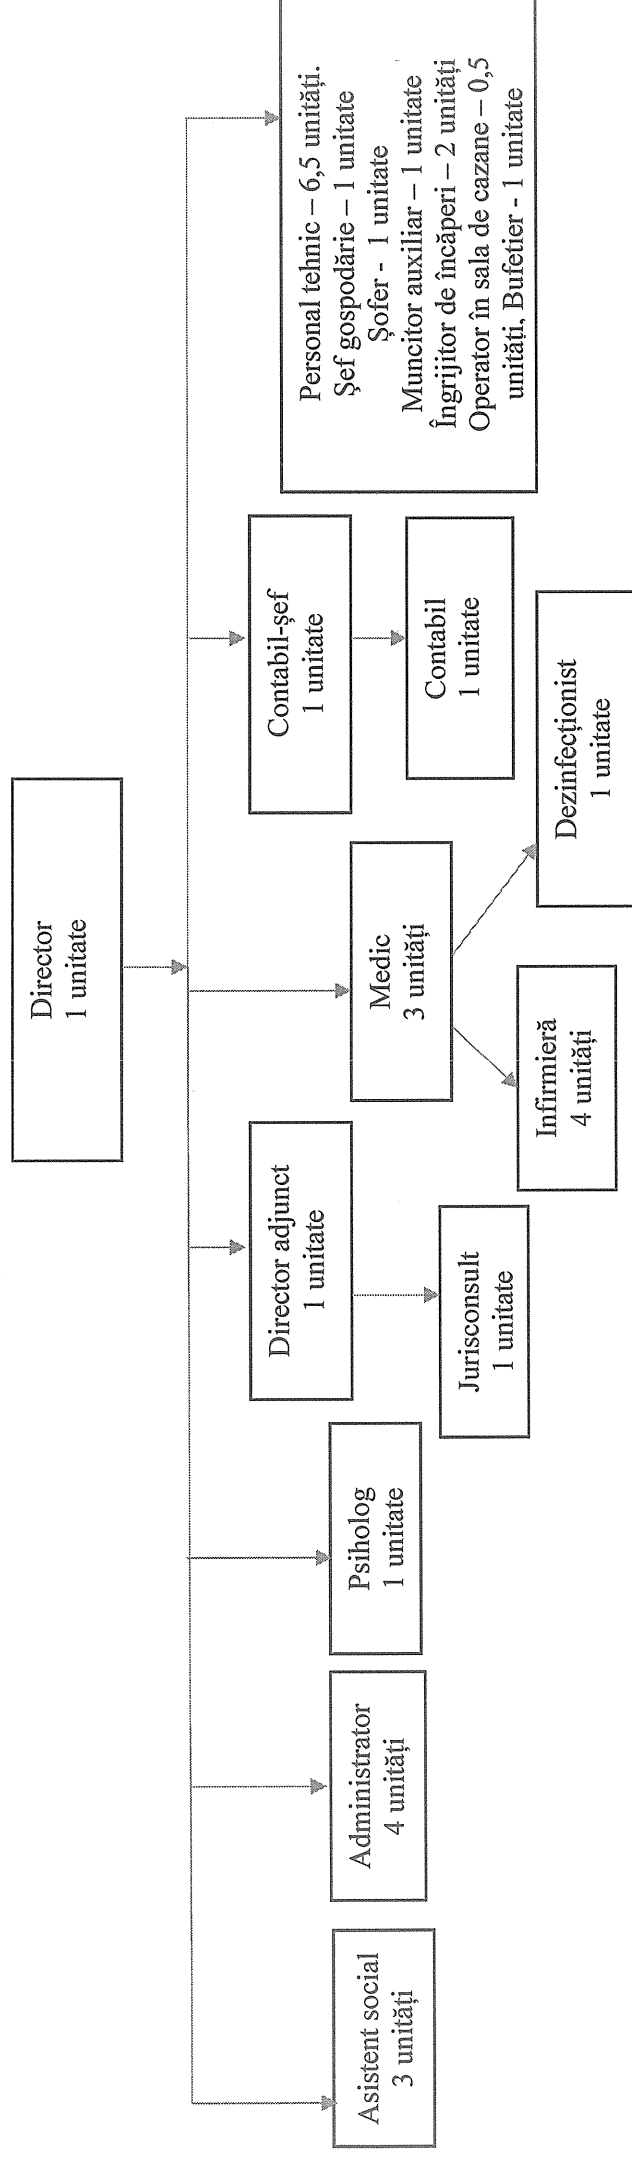 Director
1 unitate
Asistent social
3 unități
Administrator
4 unități
Psiholog
1 unitate
Director adjunct
1 unitate
Jurisconsult
1 unitate
Medic
3 unități
Infirmieră
4 unități
Dezinfecționist
1 unitate
Contabil-șef
1 unitate
Contabil
1 unitate
Personal tehnic – 6,5 unități.
Șef gospodărie – 1 unitate
Șofer - 1 unitate
Muncitor auxiliar – 1 unitate
Îngrijitor de încăperi – 2 unități
Operator în sala de cazane – 0,5
unități, Bufetier - 1 unitate